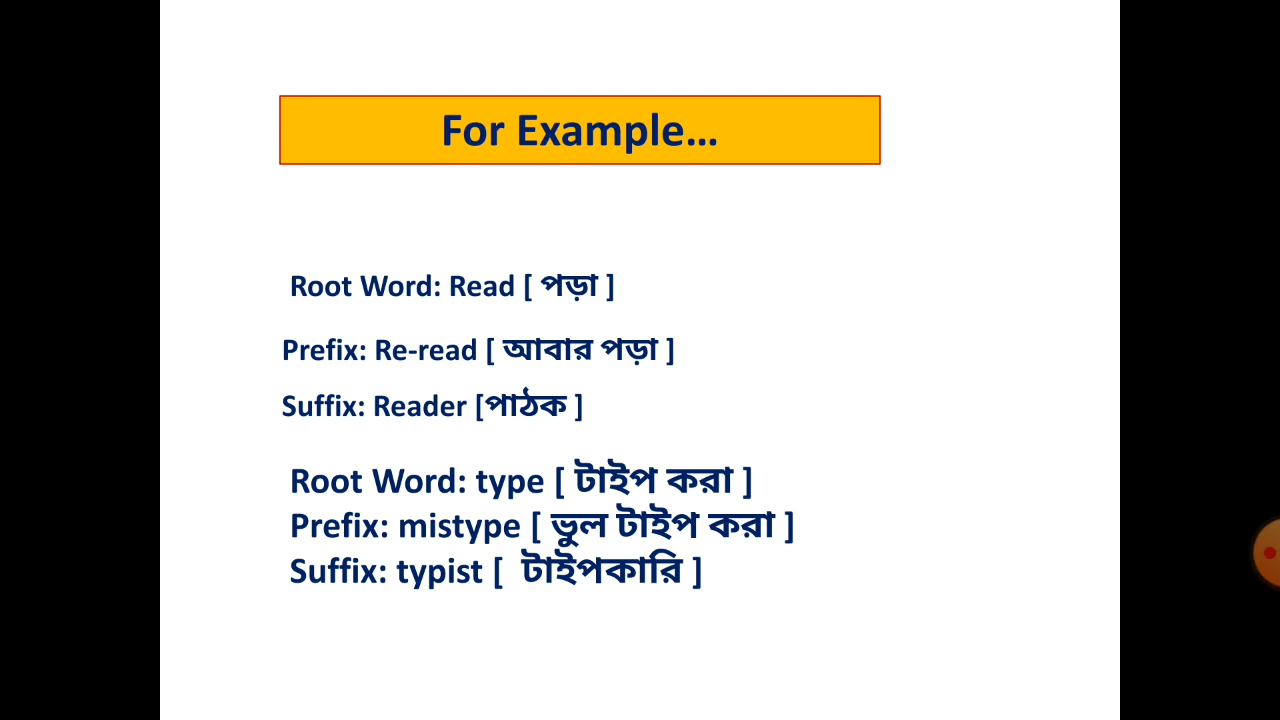 For Example...
Root Word: Read [ পড়া ]
Prefix: Re-read [ আবার পড়া ]
Suffix: Reader [পাঠক ]
Root Word: type [ টাইপ করা ]
Prefix: mistype [ ভুল টাইপ করা ]
Suffix: typist [ টাইপকারি ]